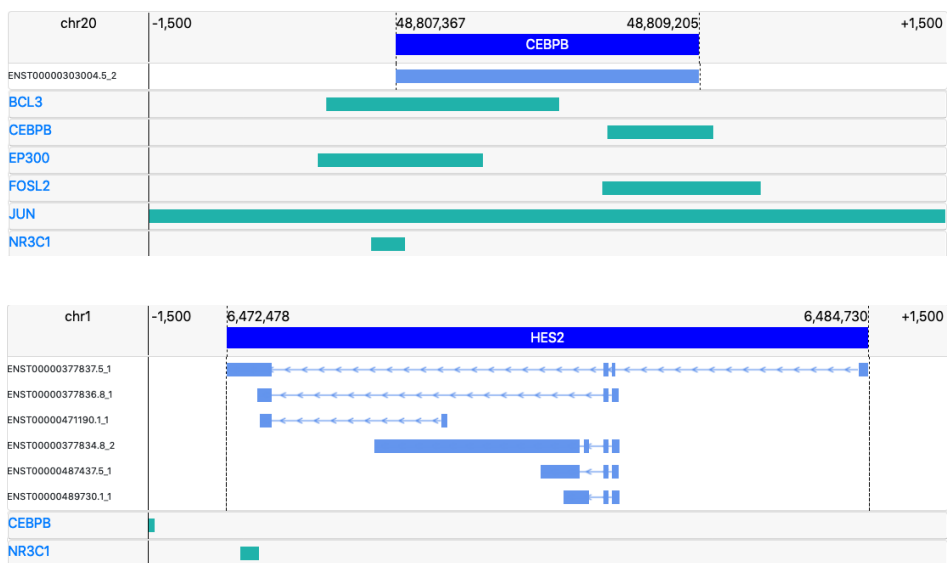 chr20 -1,500 48,807,367 48,809,205 +1,500
CEBPB
ENST00000303004.5_2
BCL3
CEBPB
EP300
FOSL2
JUN
NR3C1
chr1 -1,500 6,472,478 6,484,730 +1,500
HES2
ENST00000377837.5_1
ENST00000377836.8_1
ENST00000471190.1_1
ENST00000377834.8_2
ENST00000487437.5_1
ENST00000489730.1_1
CEBPB
NR3C1